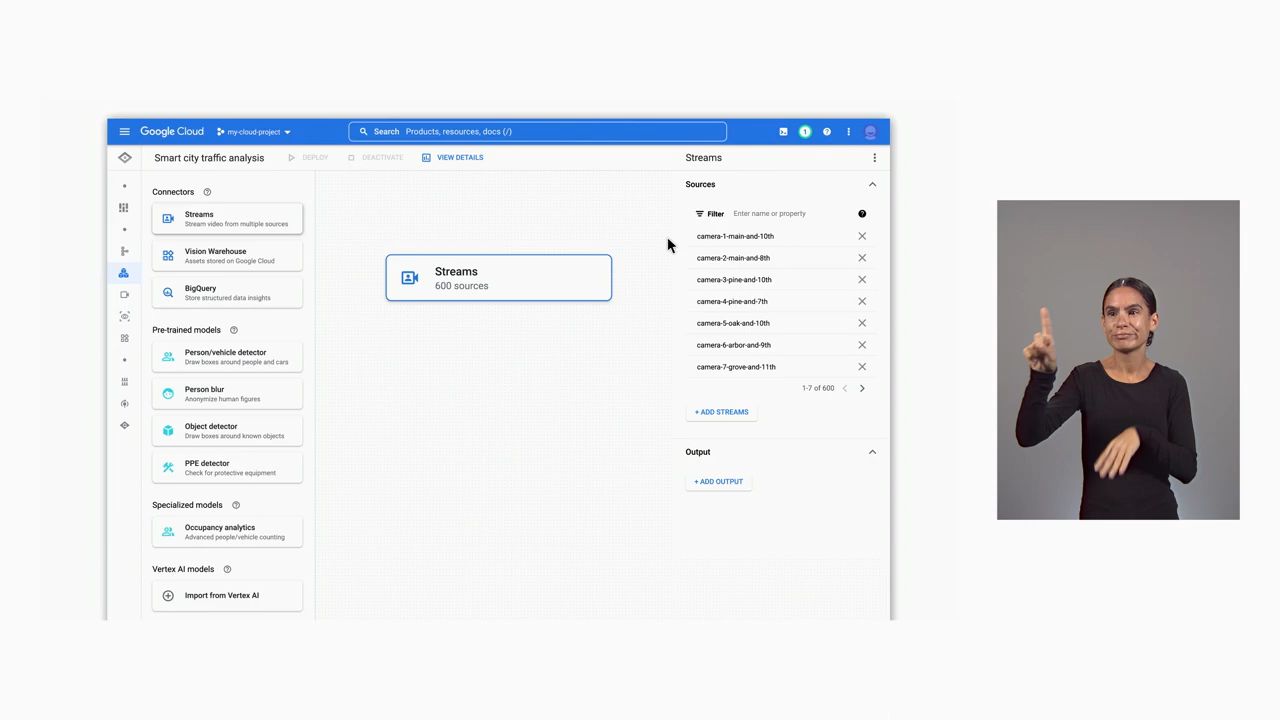 Google Cloud
my-cloud-project
Search Products, resources, docs (/)
1
Smart city traffic analysis
DEPLOY
DEACTIVATE
VIEW DETAILS
Streams
Connectors
Streams
Stream video from multiple sources
Vision Warehouse
Assets stored on Google Cloud
BigQuery
Store structured data insights
Pre-trained models
Person/vehicle detector
Draw boxes around people and cars
Person blur
Anonymize human figures
Object detector
Draw boxes around known objects
PPE detector
Check for protective equipment
Specialized models
Occupancy analytics
Advanced people/vehicle counting
Vertex AI models
Import from Vertex AI
Streams
600 sources
Sources
Filter Enter name or property
camera-1-main-and-10th
camera-2-main-and-8th
camera-3-pine-and-10th
camera-4-pine-and-7th
camera-5-oak-and-10th
camera-6-arbor-and-9th
camera-7-grove-and-11th
1-7 of 600
+ ADD STREAMS
Output
+ ADD OUTPUT